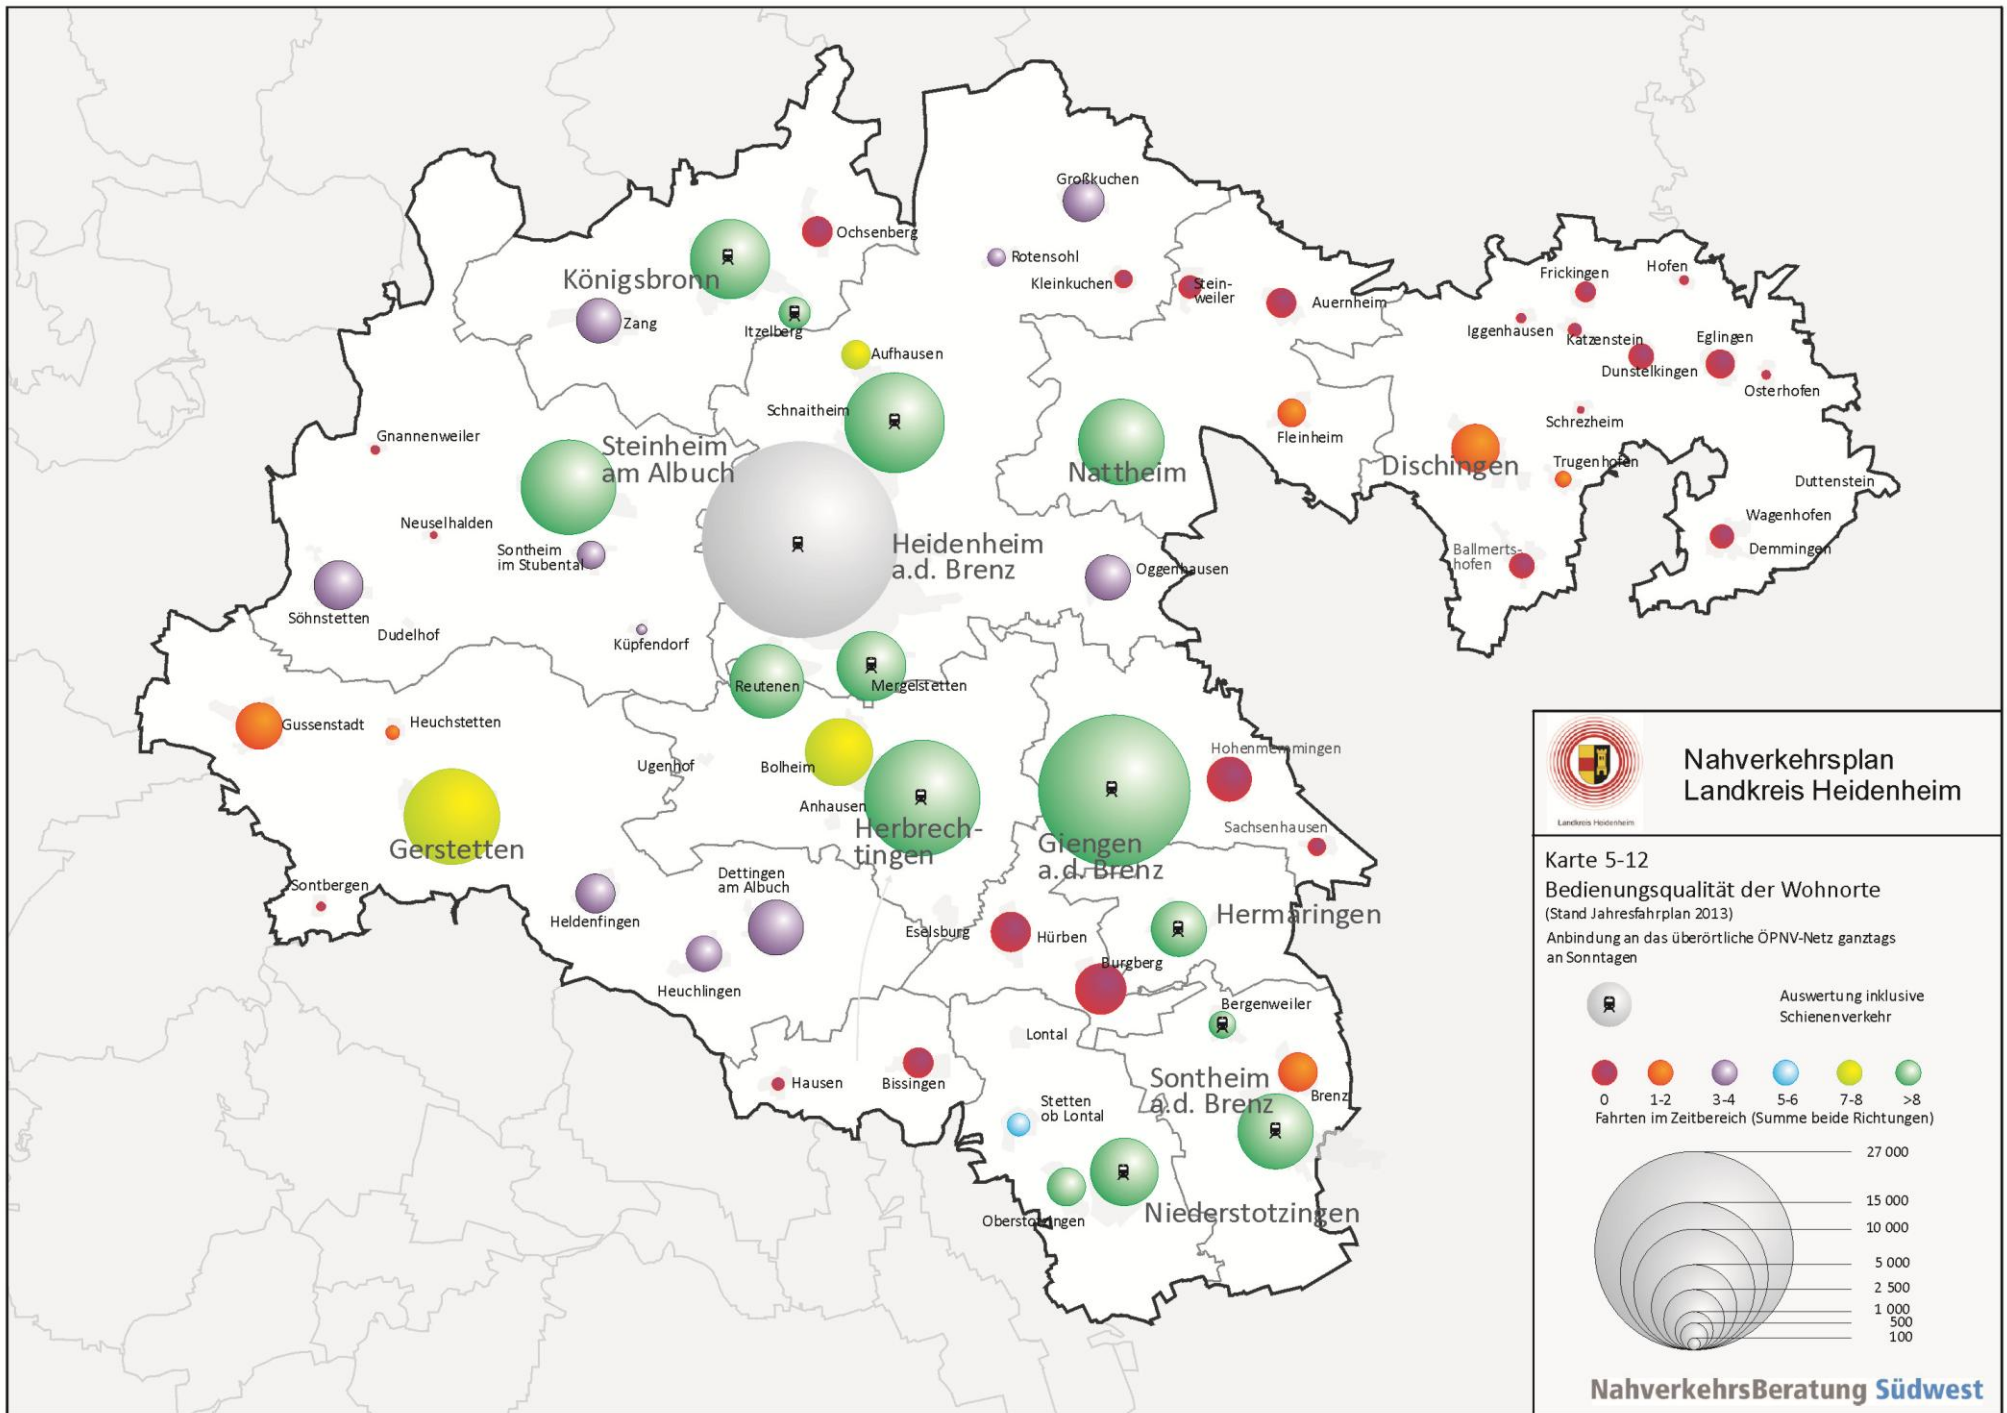 Großkuchen
Ochsenberg
Rotensohl
Königsbronn
Kleinkuchen
Stein-
weiler
Auernheim
Frickingen
Hofen
Zang
Itzelberg
Iggenhausen
Katzenstein
Eglingen
Aufhausen
Dunstelkingen
Osterhofen
Schnaitheim
Schrezheim
Gnannenweiler
Steinheim
am Albuch
Fleinheim
Nattheim
Dischingen
Trugenhofen
Duttenstein
Neuselhalden
Wagenhofen
Sontheim
im Stubental
Heidenheim
a.d. Brenz
Demmingen
Ballmerts-
hofen
Oggenhausen
Söhnstetten
Dudelhof
Küpfendorf
Reutenen
Mergelstetten
Gussenstadt
Heuchstetten
Ugenhof
Bolheim
Hohenmemmingen
Anhausen
Herbrech-
tingen
Giengen
a.d. Brenz
Sachsenhausen
Gerstetten
Sontbergen
Dettingen
am Albuch
Heldenfingen
Hermaringen
Eselsburg
Hürben
Burgberg
Heuchlingen
Bergenweiler
Lontal
Hausen
Bissingen
Sontheim
a.d. Brenz
Brenz
Stetten
ob Lontal
Oberstotzingen
Niederstotzingen
Landkreis Heidenheim
Nahverkehrsplan
Landkreis Heidenheim
Karte 5-12
Bedienungsqualität der Wohnorte
(Stand Jahresfahrplan 2013)
Anbindung an das überörtliche ÖPNV-Netz ganztags
an Sonntagen
Auswertung inklusive
Schienenverkehr
0 1-2 3-4 5-6 7-8 >8
Fahrten im Zeitbereich (Summe beide Richtungen)
27 000
15 000
10 000
5 000
2 500
1 000
500
100
NahverkehrsBeratung Südwest